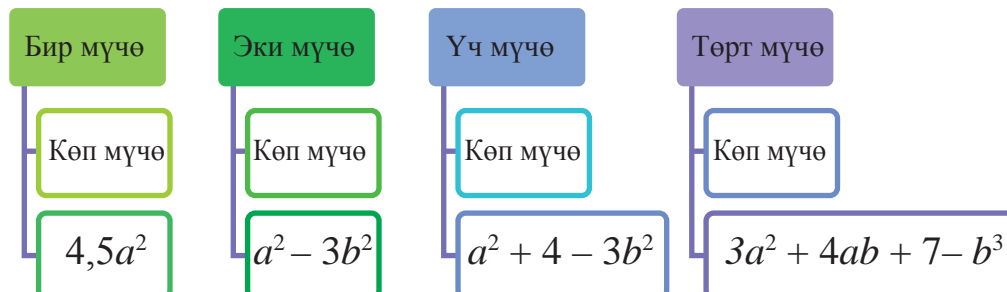 Бир мүчө
Эки мүчө
Үч мүчө
Төрт мүчө
Көп мүчө
Көп мүчө
Көп мүчө
Көп мүчө
4,5a²
a² – 3b²
a² + 4 – 3b²
3a² + 4ab + 7– b³